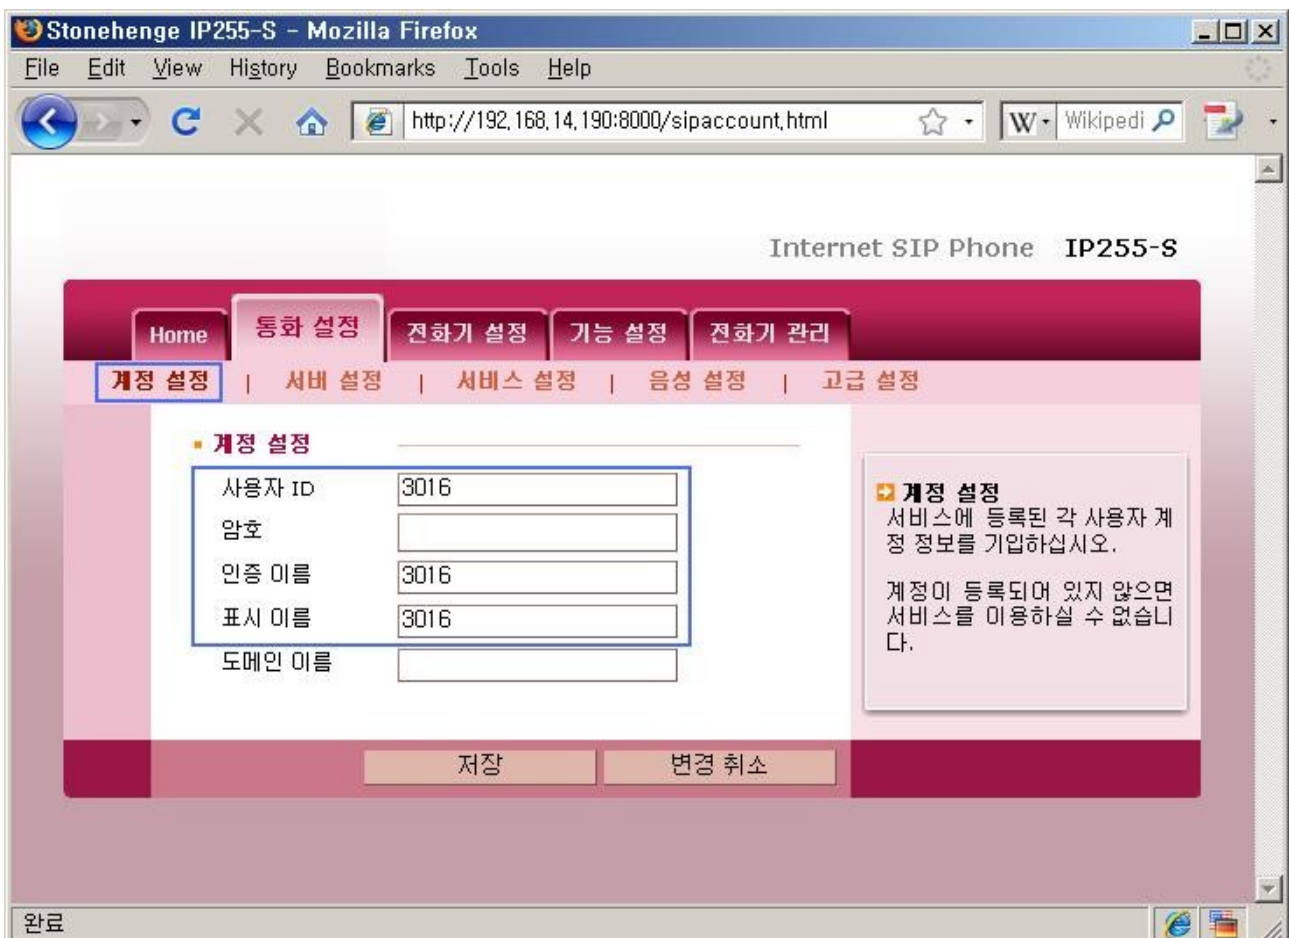 Stonehenge IP255-S - Mozilla Firefox
File Edit View History Bookmarks Tools Help
http://192.168.14.190:8000/sipaccount.html W Wikipedi
Internet SIP Phone IP255-S
Home 통화 설정 전화기 설정 기능 설정 전화기 관리
계정 설정 | 서버 설정 | 서비스 설정 | 음성 설정 | 고급 설정
계정 설정
사용자 ID 3016
암호
인증 이름 3016
표시 이름 3016
도메인 이름
계정 설정
서비스에 등록된 각 사용자 계
정 정보를 기입하십시오.
계정이 등록되어 있지 않으면
서비스를 이용하실 수 없습니
다.
저장 변경 취소
완료